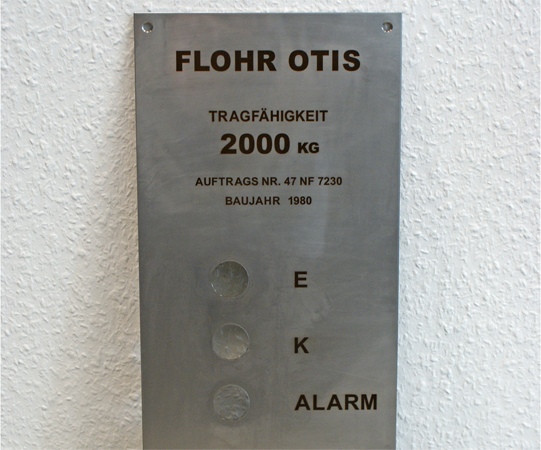 FLOHR OTIS
TRAGFÄHIGKEIT
2000 KG
AUFTRAGS NR. 47 NF 7230
BAUJAHR 1980
E
K
ALARM